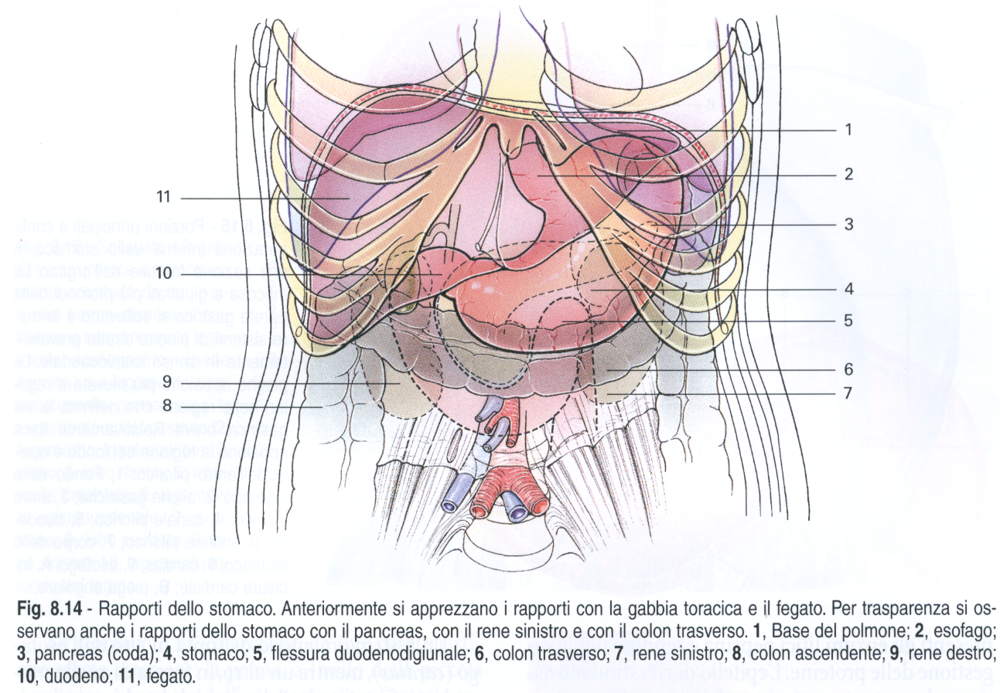 1
2
3
4
5
6
7
11
10
9
8
Fig. 8.14 - Rapporti dello stomaco. Anteriormente si apprezzano i rapporti con la gabbia toracica e il fegato. Per trasparenza si os-
servano anche i rapporti dello stomaco con il pancreas, con il rene sinistro e con il colon trasverso. 1, Base del polmone; 2, esofago;
3, pancreas (coda); 4, stomaco; 5, flessura duodenodigiunale; 6, colon trasverso; 7, rene sinistro; 8, colon ascendente; 9, rene destro;
10, duodeno; 11, fegato.